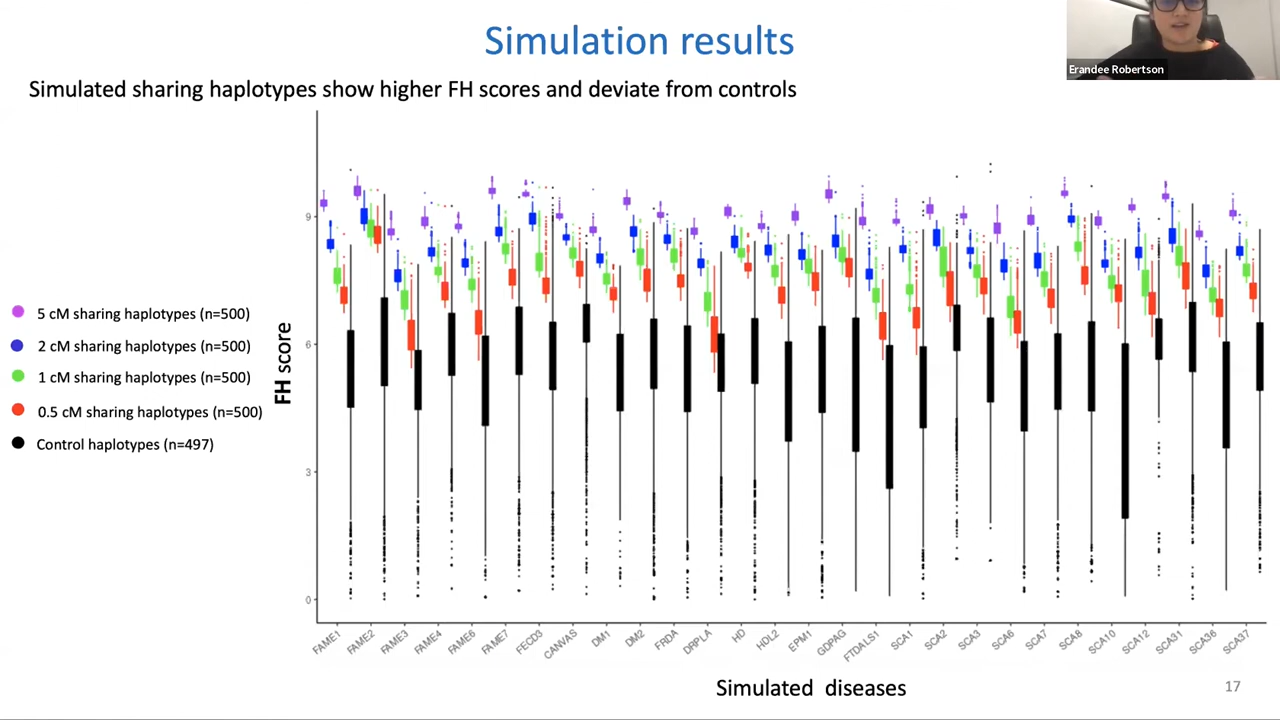 Simulation results
Erandee Robertson
Simulated sharing haplotypes show higher FH scores and deviate from controls
5 cM sharing haplotypes (n=500)
2 cM sharing haplotypes (n=500)
1 cM sharing haplotypes (n=500)
0.5 cM sharing haplotypes (n=500)
Control haplotypes (n=497)
FH score
9
6
3
0
FAME1
FAME2
FAME3
FAME4
FAME6
FAME7
FECD3
CANVAS
DM1
DM2
FRDA
DRPLA
HD
HDL2
EPM1
GDPAG
FTDALS1
SCA1
SCA2
SCA3
SCA6
SCA7
SCA8
SCA10
SCA12
SCA31
SCA36
SCA37
Simulated diseases
17